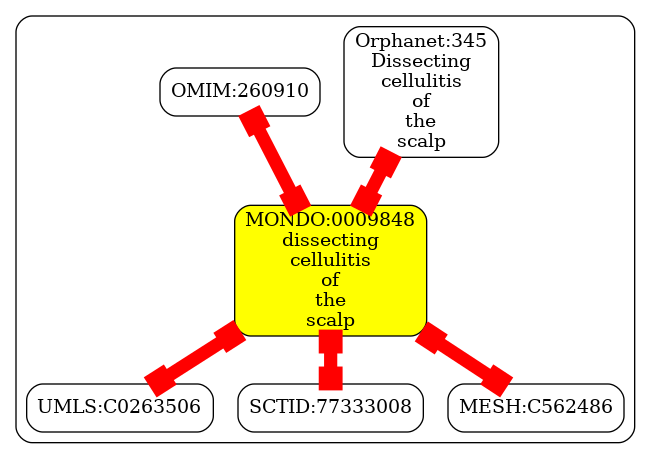 OMIM:260910
Orphanet:345
Dissecting
cellulitis
of
the
scalp
MONDO:0009848
dissecting
cellulitis
of
the
scalp
UMLS:C0263506
SCTID:77333008
MESH:C562486